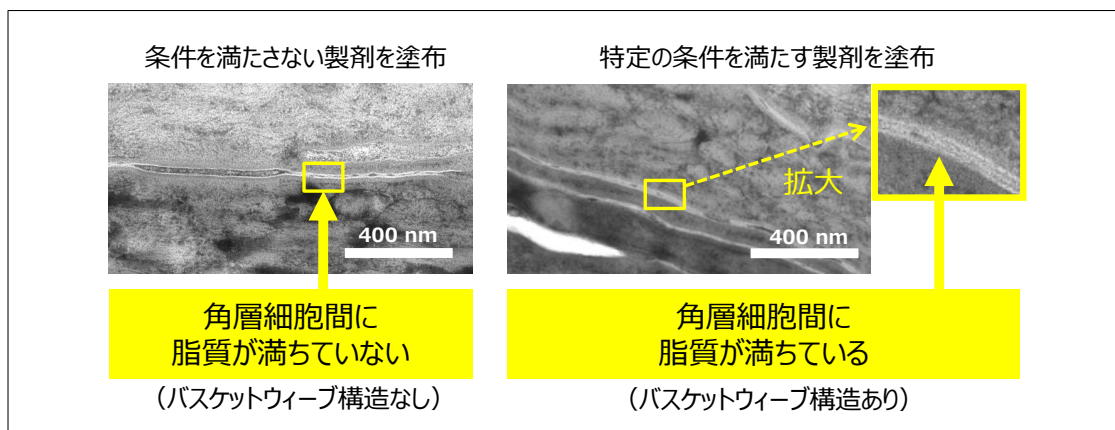 条件を満たさない製剤を塗布
特定の条件を満たす製剤を塗布
拡大
400 nm
400 nm
角層細胞間に
脂質が満ちていない
角層細胞間に
脂質が満ちている
（バスケットウィーブ構造なし）
（バスケットウィーブ構造あり）